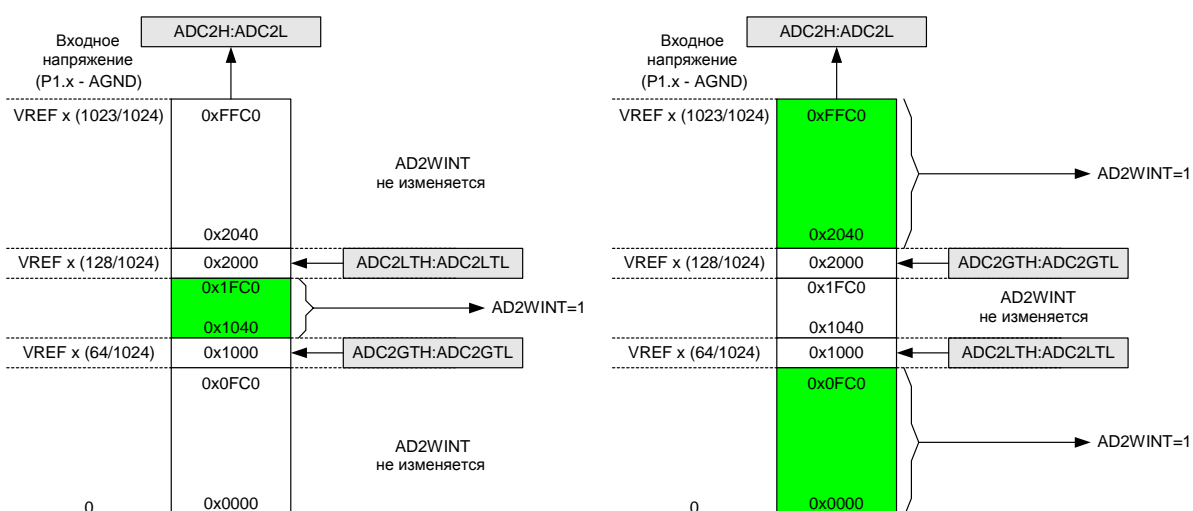 ADC2H:ADC2L
Входное
напряжение
(P1.x - AGND)
VREF x (1023/1024)
0xFFC0
AD2WINT
не изменяется
0x2040
VREF x (128/1024)
0x2000
ADC2LTH:ADC2LTL
0x1FC0
AD2WINT=1
0x1040
VREF x (64/1024)
0x1000
ADC2GTH:ADC2GTL
0x0FC0
AD2WINT
не изменяется
0
0x0000
ADC2H:ADC2L
Входное
напряжение
(P1.x - AGND)
VREF x (1023/1024)
0xFFC0
AD2WINT=1
0x2040
VREF x (128/1024)
0x2000
ADC2GTH:ADC2GTL
0x1FC0
AD2WINT
не изменяется
0x1040
VREF x (64/1024)
0x1000
ADC2LTH:ADC2LTL
0x0FC0
AD2WINT=1
0
0x0000